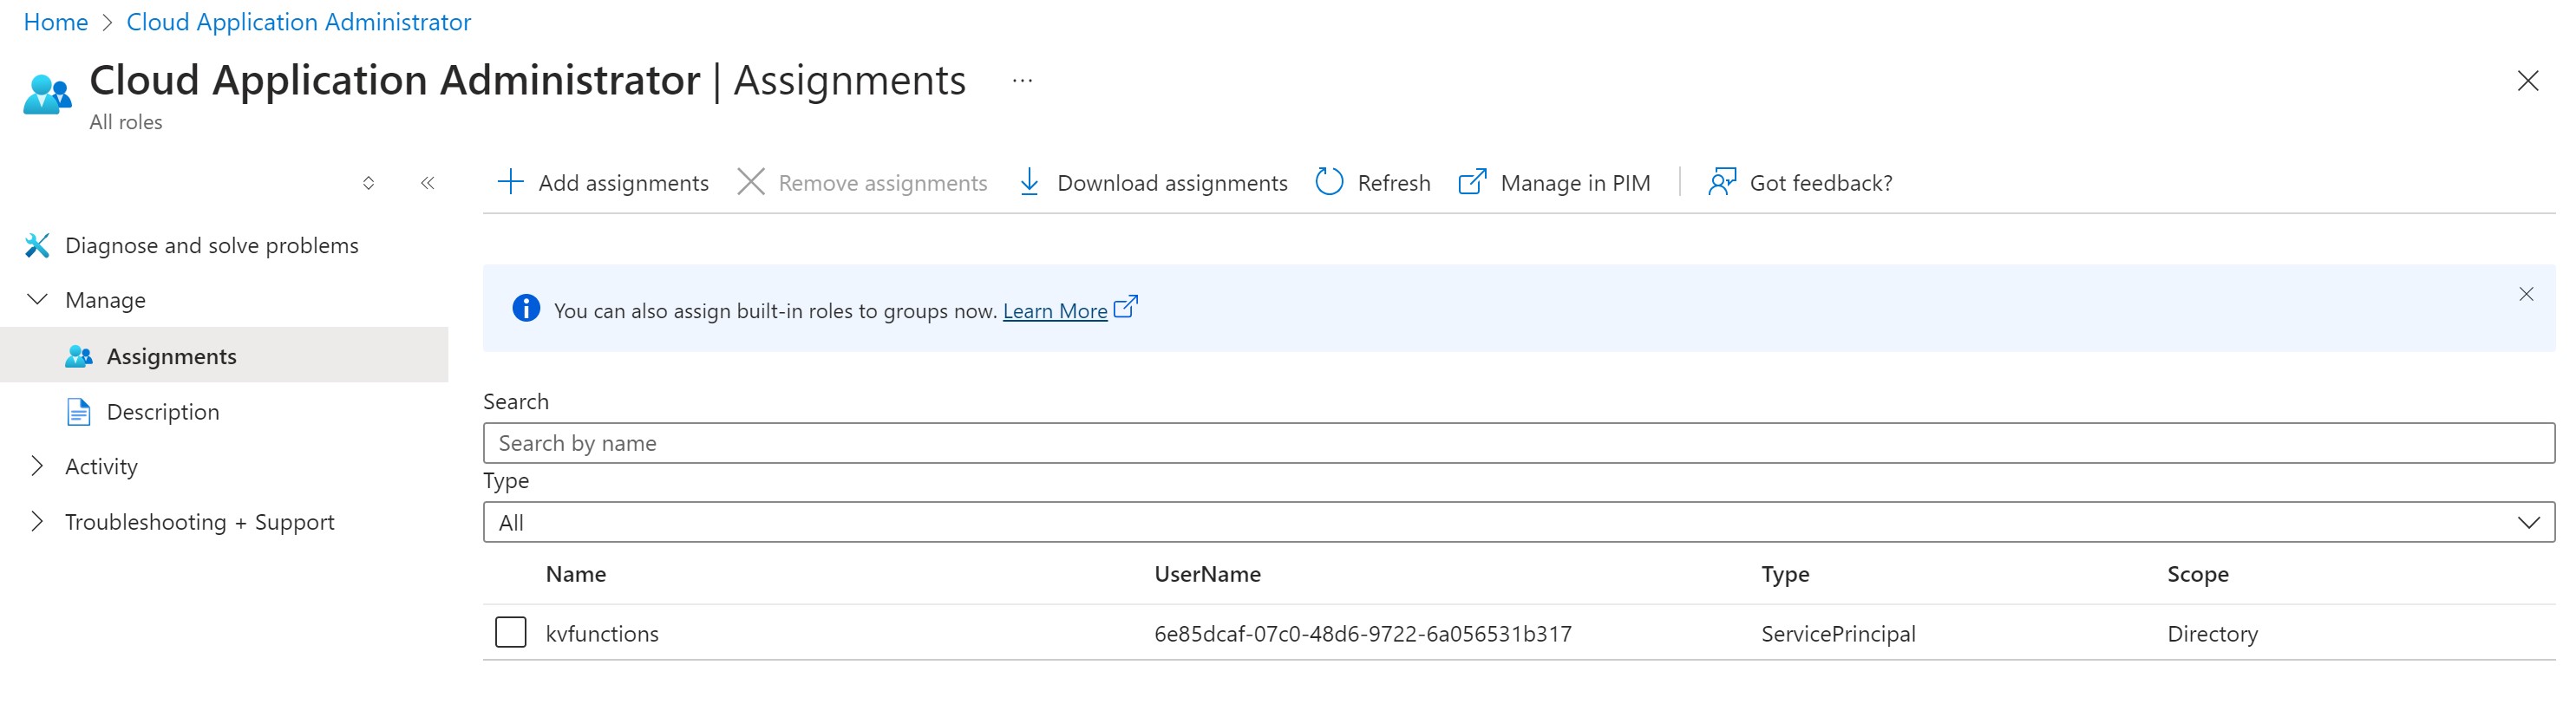 Home > Cloud Application Administrator
Cloud Application Administrator | Assignments ...
All roles
Add assignments Remove assignments Download assignments Refresh Manage in PIM Got feedback?
Diagnose and solve problems
Manage
Assignments
Description
Activity
Troubleshooting + Support
You can also assign built-in roles to groups now. Learn More
Search
Search by name
Type
All
Name UserName Type Scope
kvfunctions 6e85dcaf-07c0-48d6-9722-6a056531b317 ServicePrincipal Directory